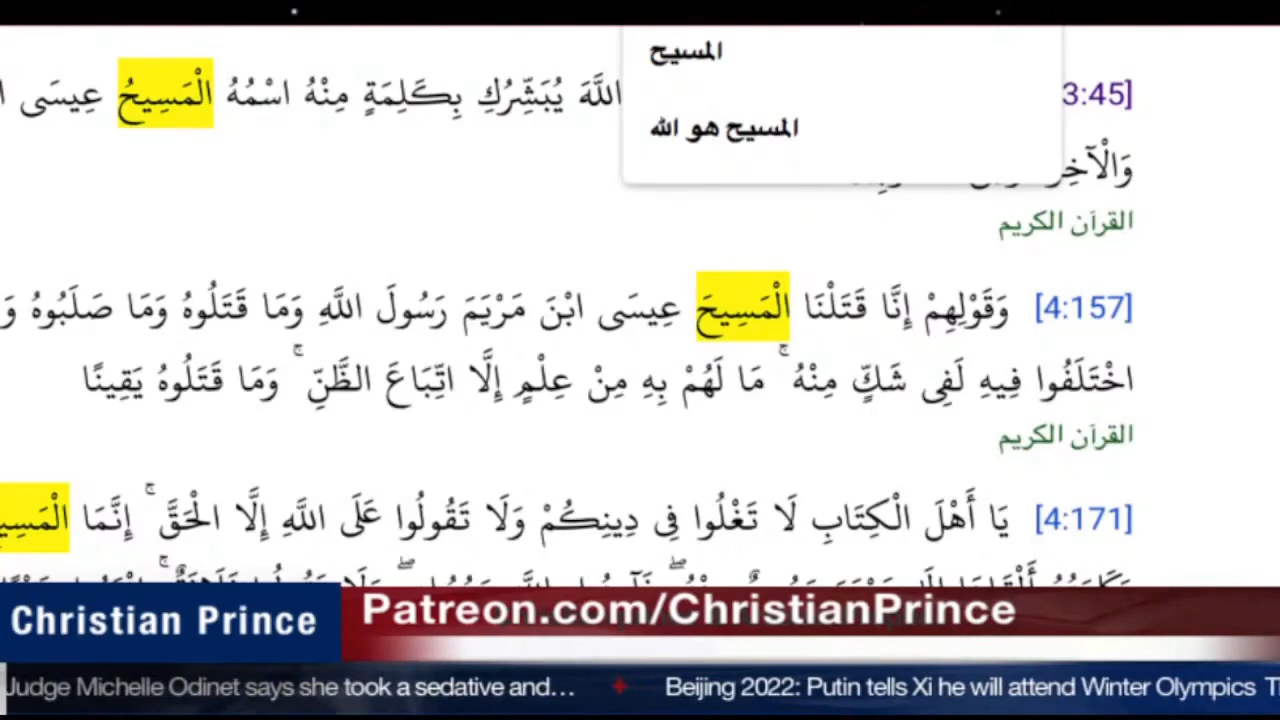 المسيح
[3:45] اللَّهَ يُبَشِّرُكِ بِكَلِمَةٍ مِنْهُ اسْمُهُ الْمَسِيحُ عِيسَى
المسيح هو الله
القرآن الكريم
[4:157] وَقَوْلِهِمْ إِنَّا قَتَلْنَا الْمَسِيحَ عِيسَى ابْنَ مَرْيَمَ رَسُولَ اللَّهِ وَمَا قَتَلُوهُ وَمَا صَلَبُوهُ
اخْتَلَفُوا فِيهِ لَفِي شَكٍّ مِنْهُ ۚ مَا لَهُمْ بِهِ مِنْ عِلْمٍ إِلَّا اتِّبَاعَ الظَّنِّ ۚ وَمَا قَتَلُوهُ يَقِينًا
القرآن الكريم
[4:171] يَا أَهْلَ الْكِتَابِ لَا تَغْلُوا فِي دِينِكُمْ وَلَا تَقُولُوا عَلَى اللَّهِ إِلَّا الْحَقَّ ۚ إِنَّمَا
Patreon.com/ChristianPrince
Christian Prince
Judge Michelle Odinet says she took a sedative and... Beijing 2022: Putin tells Xi he will attend Winter Olympics